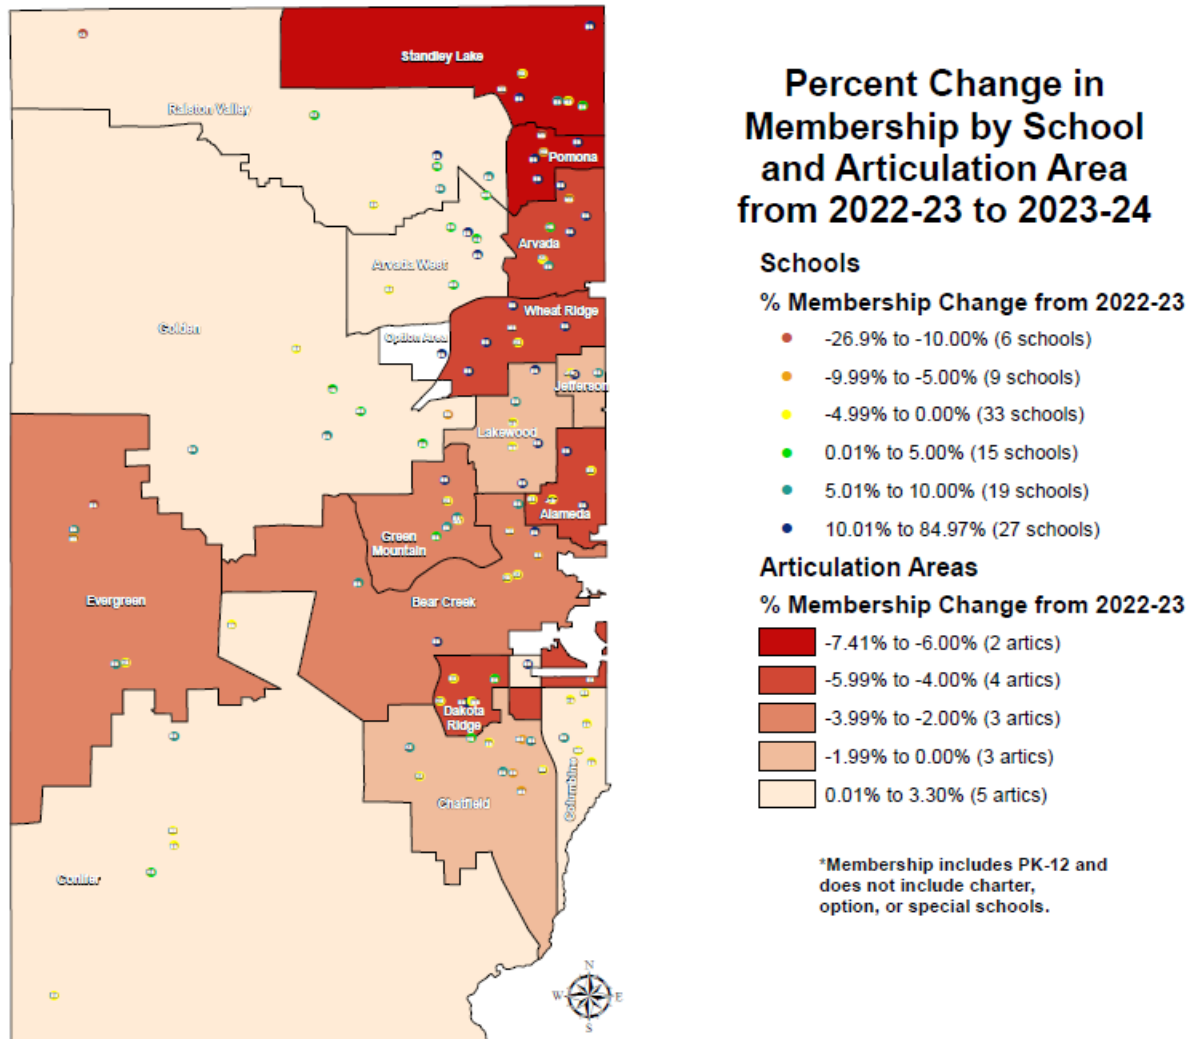 Percent Change in
Membership by School
and Articulation Area
from 2022-23 to 2023-24
Schools
% Membership Change from 2022-23
-26.9% to -10.00% (6 schools)
-9.99% to -5.00% (9 schools)
-4.99% to 0.00% (33 schools)
0.01% to 5.00% (15 schools)
5.01% to 10.00% (19 schools)
10.01% to 84.97% (27 schools)
Articulation Areas
% Membership Change from 2022-23
-7.41% to -6.00% (2 artics)
-5.99% to -4.00% (4 artics)
-3.99% to -2.00% (3 artics)
-1.99% to 0.00% (3 artics)
0.01% to 3.30% (5 artics)
*Membership includes PK-12 and
does not include charter,
option, or special schools.
Standley Lake
Ralston Valley
Pomona
Arvada
Arvada West
Wheat Ridge
Golden
Option Area
Jefferson
Lakewood
Alameda
Green
Mountain
Evergreen
Bear Creek
Dakota
Ridge
Columbine
Chatfield
Conifer
N
W
E
S